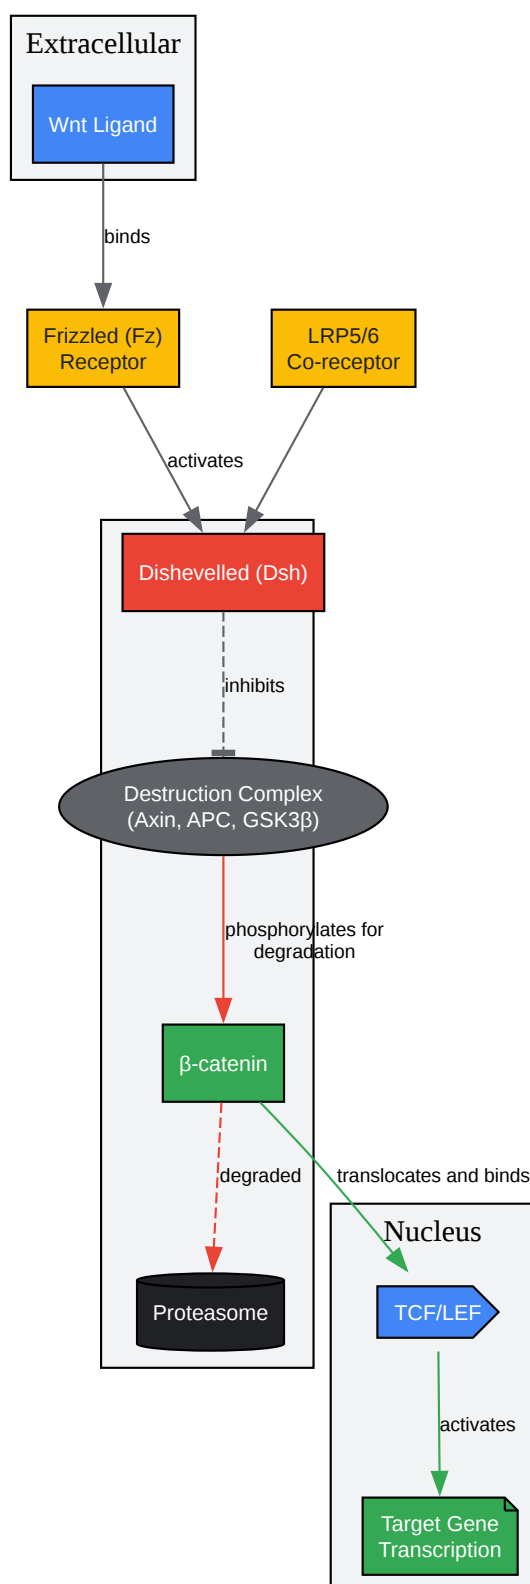 Extracellular
Wnt Ligand
binds
Frizzled (Fz)
Receptor
LRP5/6
Co-receptor
activates
Dishevelled (Dsh)
inhibits
Destruction Complex
(Axin, APC, GSK3β)
phosphorylates for
degradation
β-catenin
degraded
translocates and binds
Nucleus
Proteasome
TCF/LEF
activates
Target Gene
Transcription